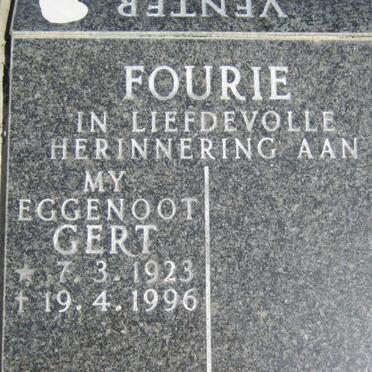 VENTER
FOURIE
IN LIEFDEVOLLE
HERINNERING AAN
MY
EGGENOOT
GERT
★ 7. 3. 1923
† 19. 4. 1996